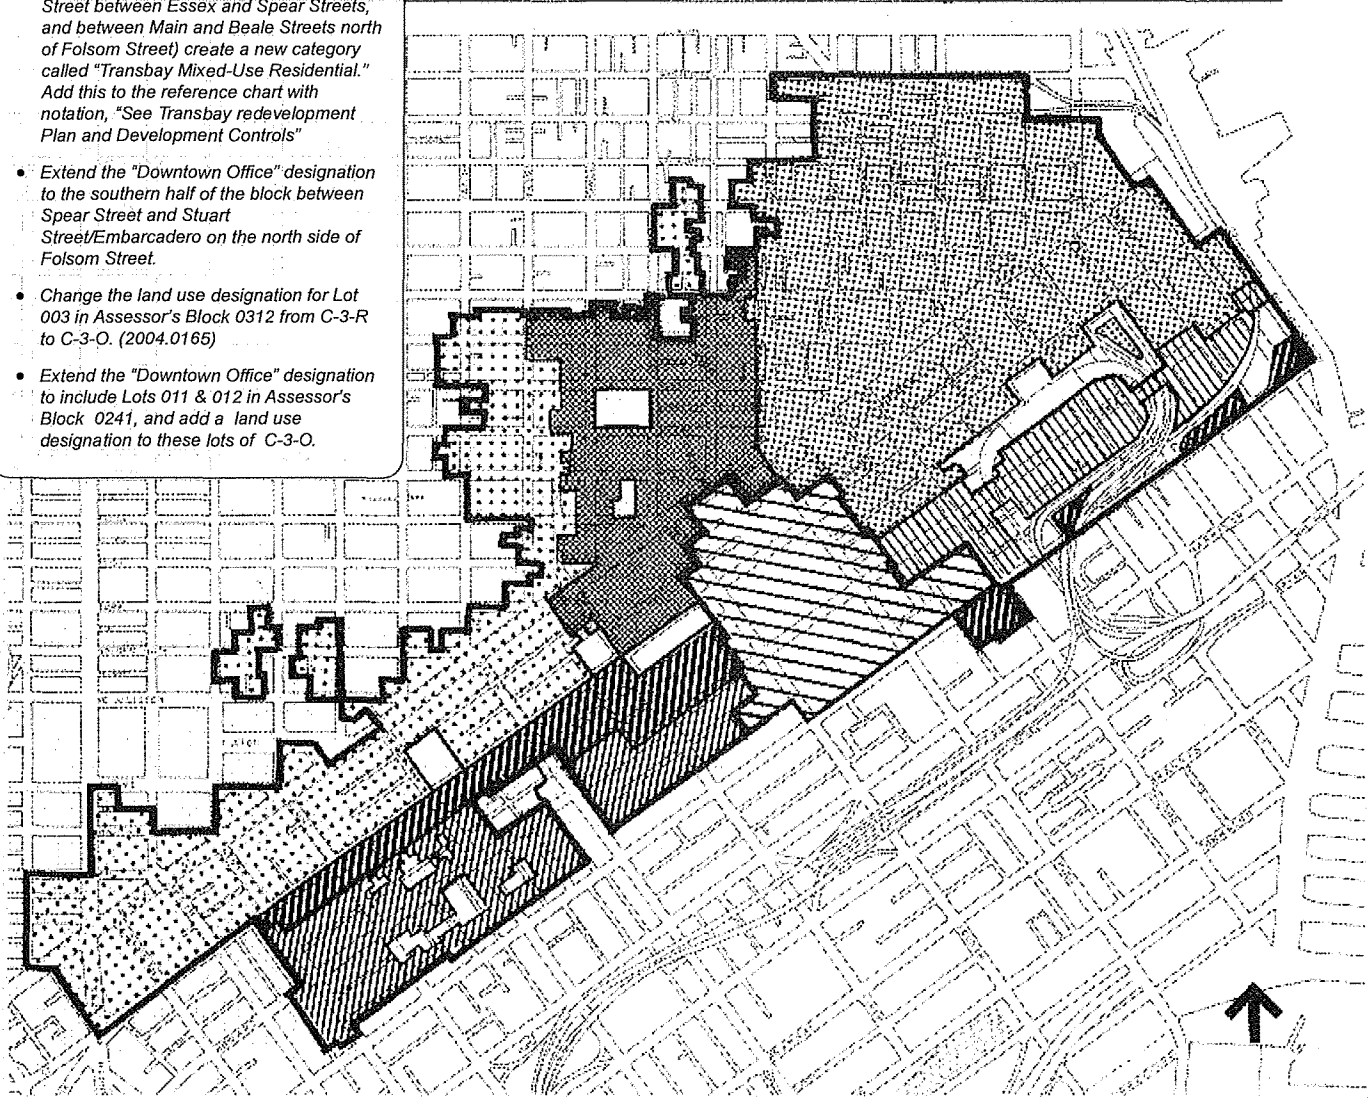 Street between Essex and Spear Streets,
and between Main and Beale Streets north
of Folsom Street) create a new category
called "Transbay Mixed-Use Residential."
Add this to the reference chart with
notation, "See Transbay redevelopment
Plan and Development Controls"
• Extend the "Downtown Office" designation
to the southern half of the block between
Spear Street and Stuart
Street/Embarcadero on the north side of
Folsom Street.
• Change the land use designation for Lot
003 in Assessor's Block 0312 from C-3-R
to C-3-O. (2004.0165)
• Extend the "Downtown Office" designation
to include Lots 011 & 012 in Assessor's
Block 0241, and add a land use
designation to these lots of C-3-O.